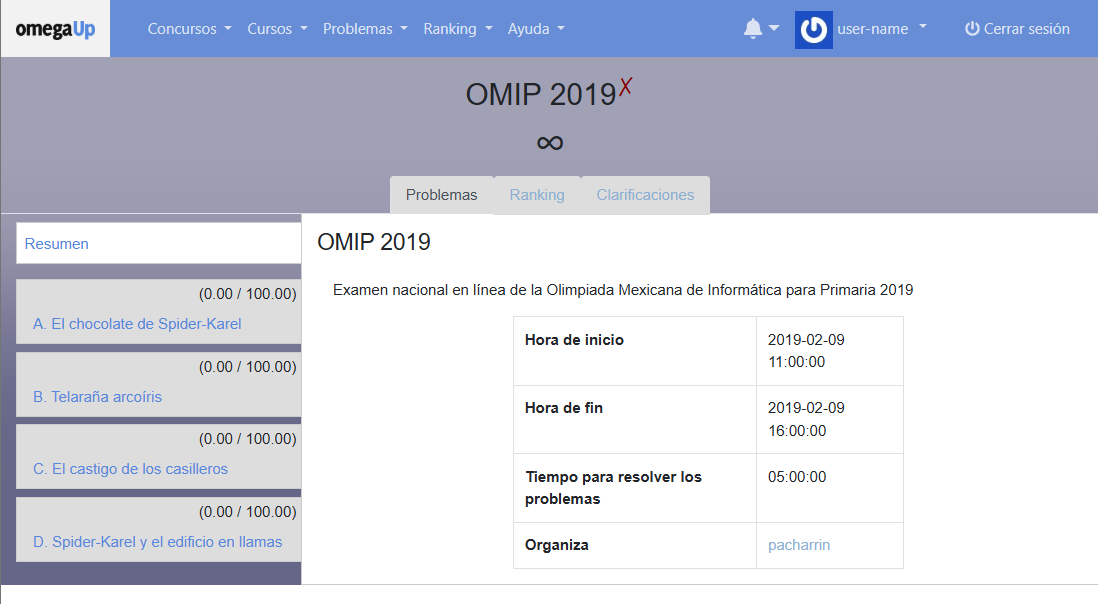 omegaUp Concursos Cursos Problemas Ranking Ayuda user-name Cerrar sesión
OMIP 2019X
∞
Problemas Ranking Clarificaciones
Resumen
(0.00 / 100.00)
A. El chocolate de Spider-Karel
(0.00 / 100.00)
B. Telaraña arcoíris
(0.00 / 100.00)
C. El castigo de los casilleros
(0.00 / 100.00)
D. Spider-Karel y el edificio en llamas
OMIP 2019
Examen nacional en línea de la Olimpiada Mexicana de Informática para Primaria 2019
Hora de inicio 2019-02-09
11:00:00
Hora de fin 2019-02-09
16:00:00
Tiempo para resolver los 05:00:00
problemas
Organiza pacharrin